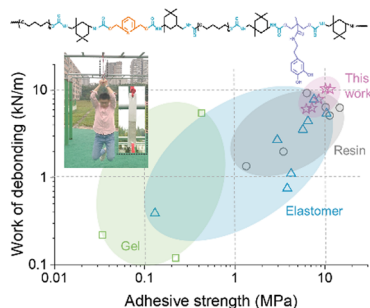 This
work
Resin
Elastomer
Gel
Work of debonding (kN/m)
10
1
0.1
0.01
0.1
1
10
Adhesive strength (MPa)